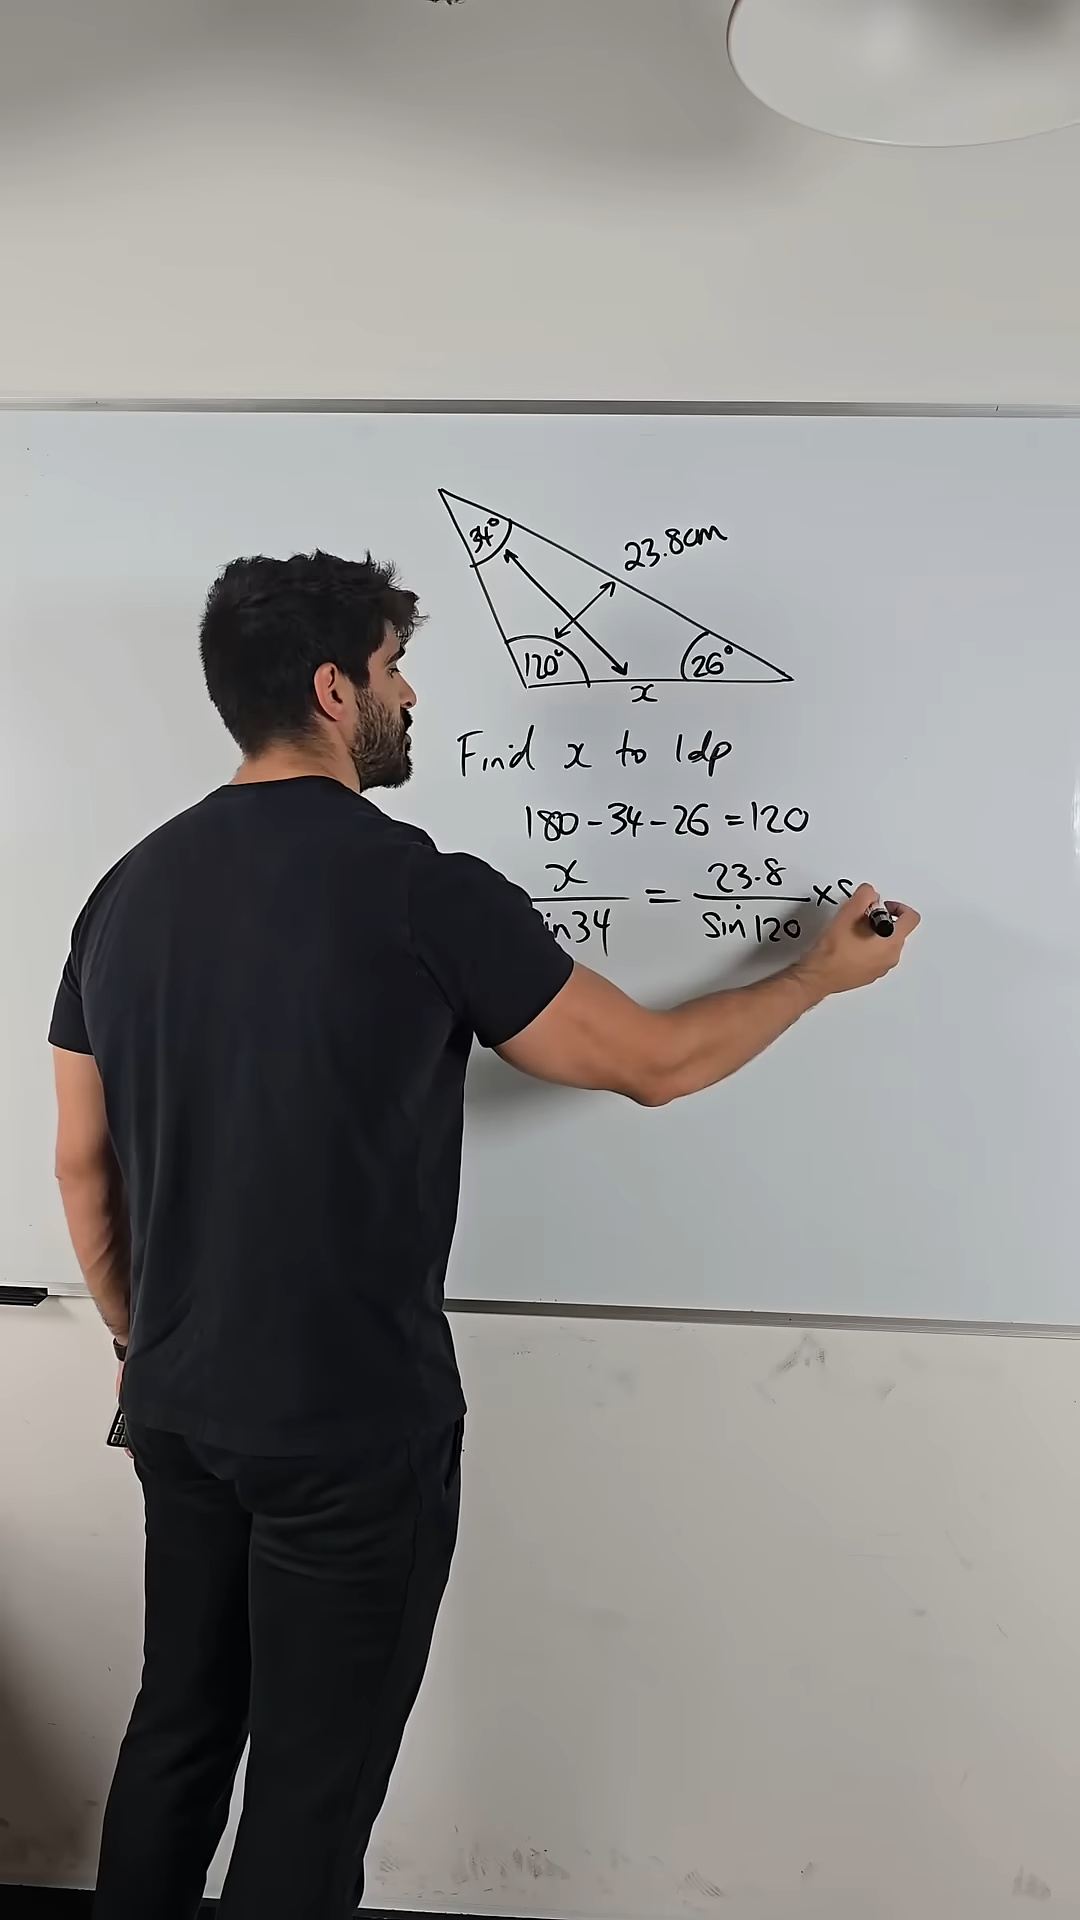 34°
23.8cm
120° 26°
x
Find x to 1dp
180-34-26=120
x = 23.8 ×
in34 sin120